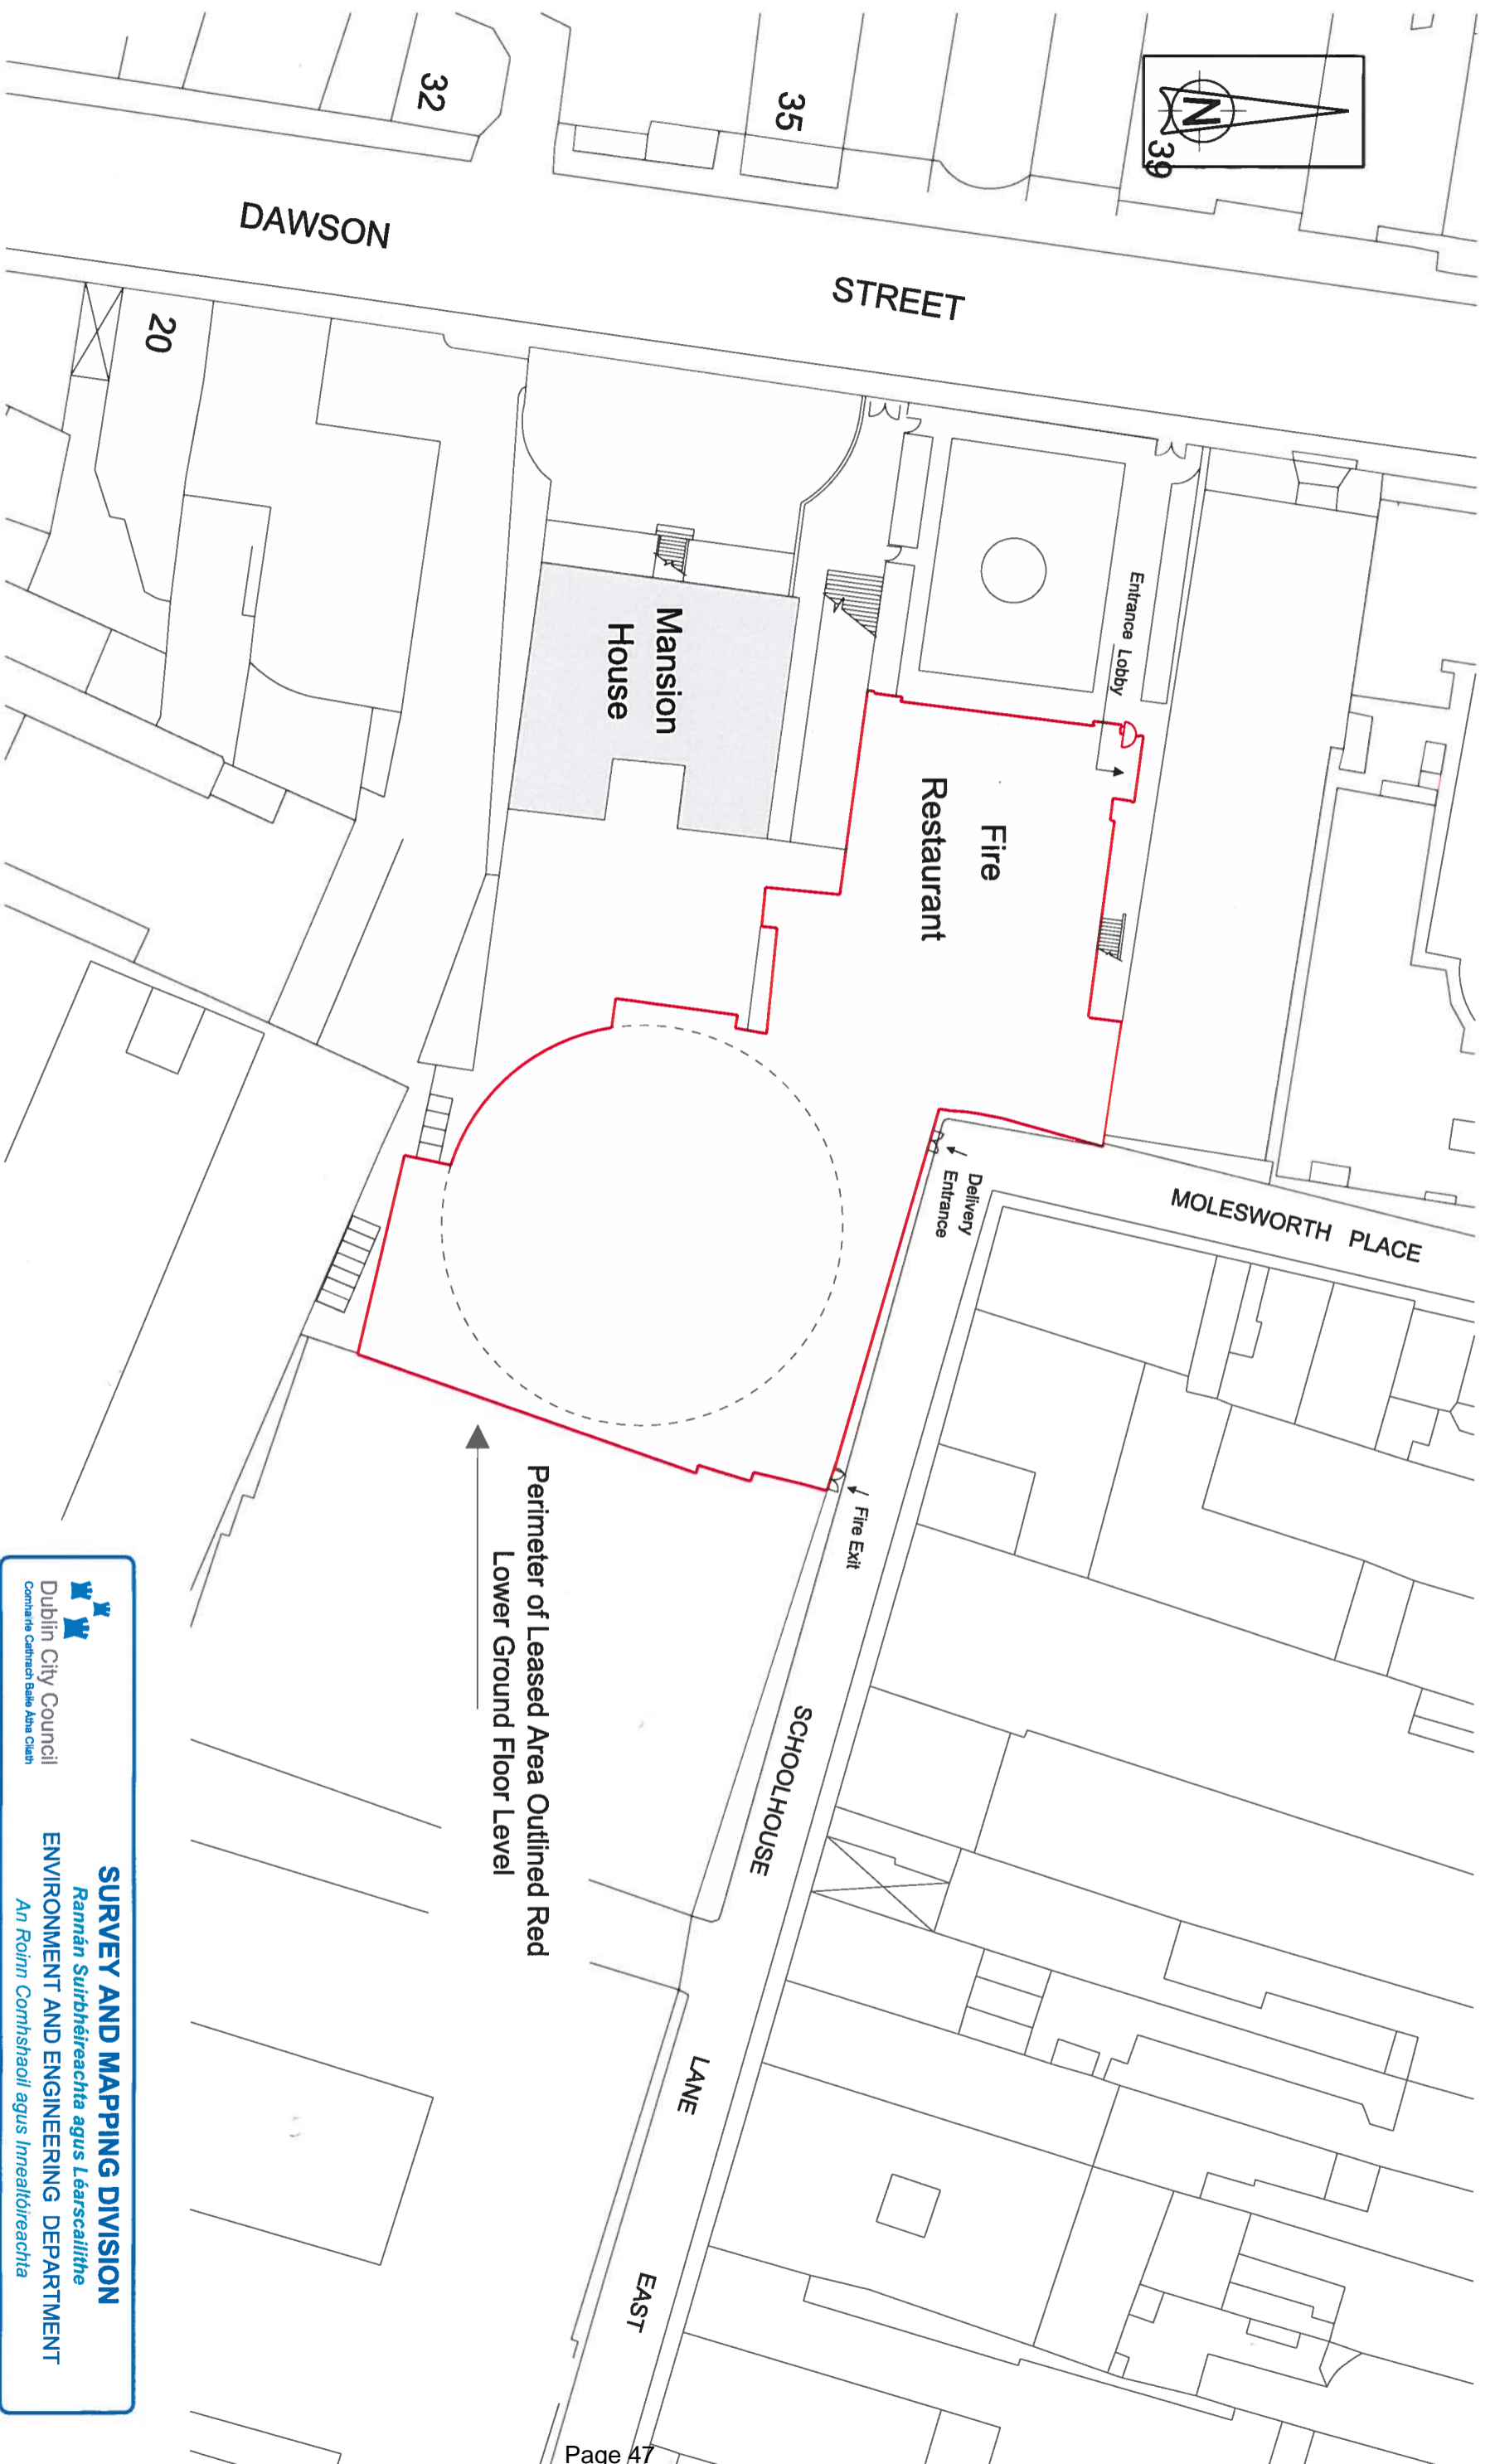 N
39
35
32
DAWSON
STREET
20
Entrance Lobby
Mansion
House
Fire
Restaurant
MOLESWORTH PLACE
Delivery
Entrance
Fire Exit
Perimeter of Leased Area Outlined Red
Lower Ground Floor Level
SCHOOLHOUSE
LANE
EAST
Dublin City Council
Comhairle Cathrach Baile Átha Cliath
SURVEY AND MAPPING DIVISION
Rannán Suirbhéireachta agus Léarscailithe
ENVIRONMENT AND ENGINEERING DEPARTMENT
An Roinn Comhshaoil agus Innealtóireachta
Page 47